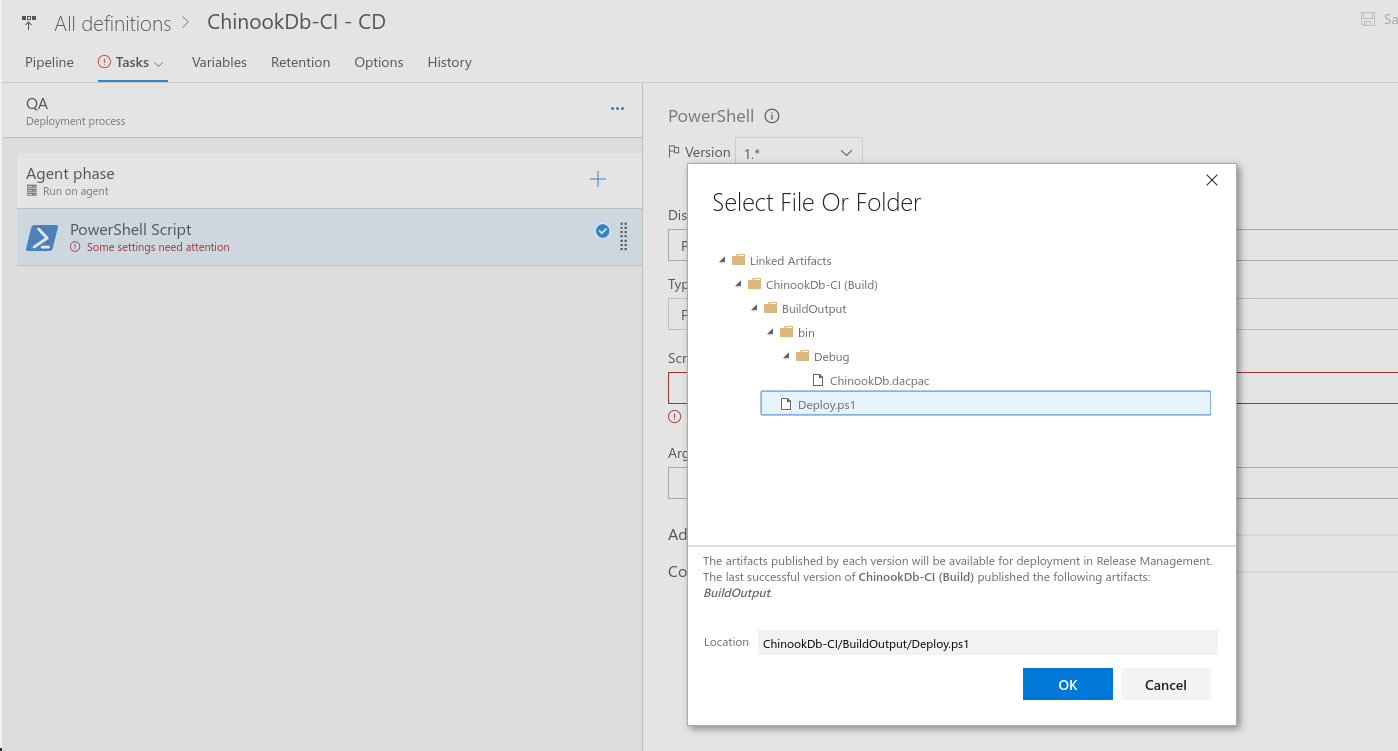 All definitions > ChinookDb-CI - CD
Sa
Pipeline Tasks Variables Retention Options History
QA
Deployment process
Agent phase
Run on agent
PowerShell Script
Some settings need attention
PowerShell
Version 1.*
Dis
P
Typ
F
Scr
Arg
Ad
Co
Select File Or Folder
Linked Artifacts
ChinookDb-CI (Build)
BuildOutput
bin
Debug
ChinookDb.dacpac
Deploy.ps1
The artifacts published by each version will be available for deployment in Release Management.
The last successful version of ChinookDb-CI (Build) published the following artifacts:
BuildOutput.
Location ChinookDb-CI/BuildOutput/Deploy.ps1
OK Cancel